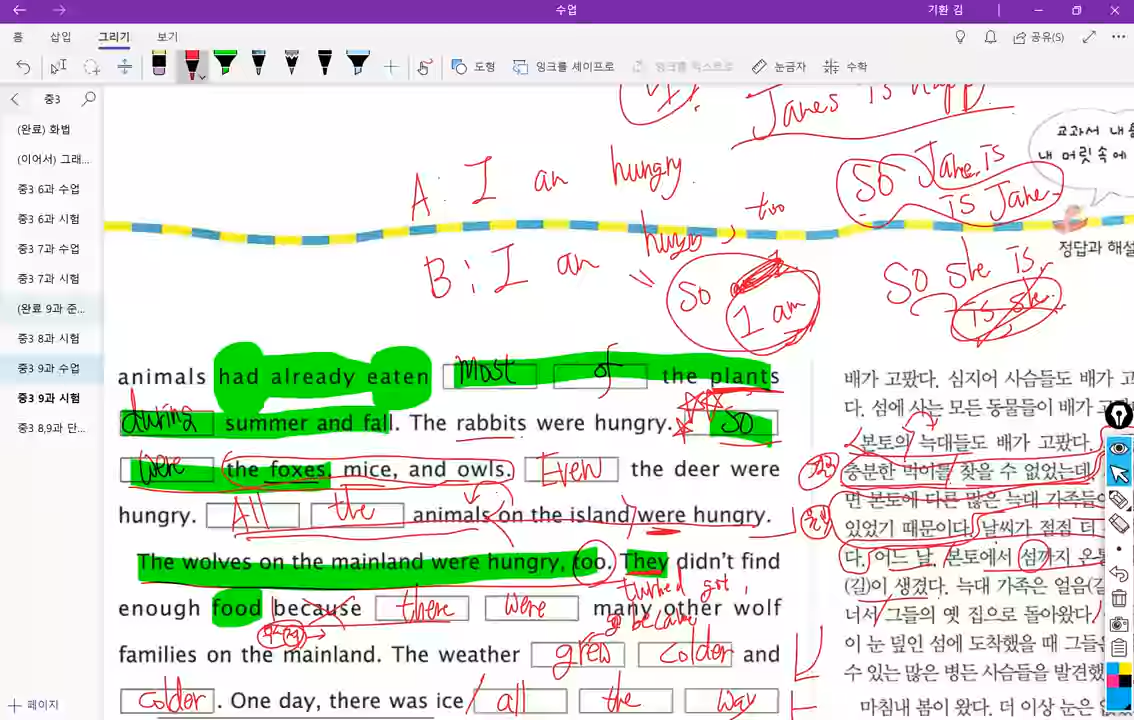 수업
기환 김
홈 삽입 그리기 보기
공유(S)
도형 잉크를 셰이프로 잉크를 텍스트로 눈금자 수학
중3
(완료) 화법
(이어서) 그래...
중3 6과 수업
중3 6과 시험
중3 7과 수업
중3 7과 시험
(완료 9과 준...
중3 8과 시험
중3 9과 수업
중3 9과 시험
중3 8,9과 단...
페이지
Janes is happy.
A: I am hungry.
So Jane is
is Jane
교과서 내용
내 머릿속에
B: I am hungry, too
So I am
So she is.
is she.
정답과 해설
animals had already eaten Most of the plants
during summer and fall. The rabbits were hungry. So
were the foxes, mice, and owls. Even the deer were
hungry. All the animals on the island were hungry.
The wolves on the mainland were hungry, too. They didn't find
turned got,
enough food because there were many other wolf
became
families on the mainland. The weather grew colder and
colder. One day, there was ice all the way
배가 고팠다. 심지어 사슴들도 배가 고
다. 섬에 사는 모든 동물들이 배가 고팠
본토의 늑대들도 배가 고팠다.
충분한 먹이를 찾을 수 없었는데,
면 본토에 다른 많은 늑대 가족들이
있었기 때문이다. 날씨가 점점 더
다. 어느 날, 본토에서 섬까지 온통
(길)이 생겼다. 늑대 가족은 얼음(길
너서 그들의 옛 집으로 돌아왔다.
이 눈 덮인 섬에 도착했을 때 그들은
수 있는 많은 병든 사슴들을 발견했
마침내 봄이 왔다. 더 이상 눈은 없